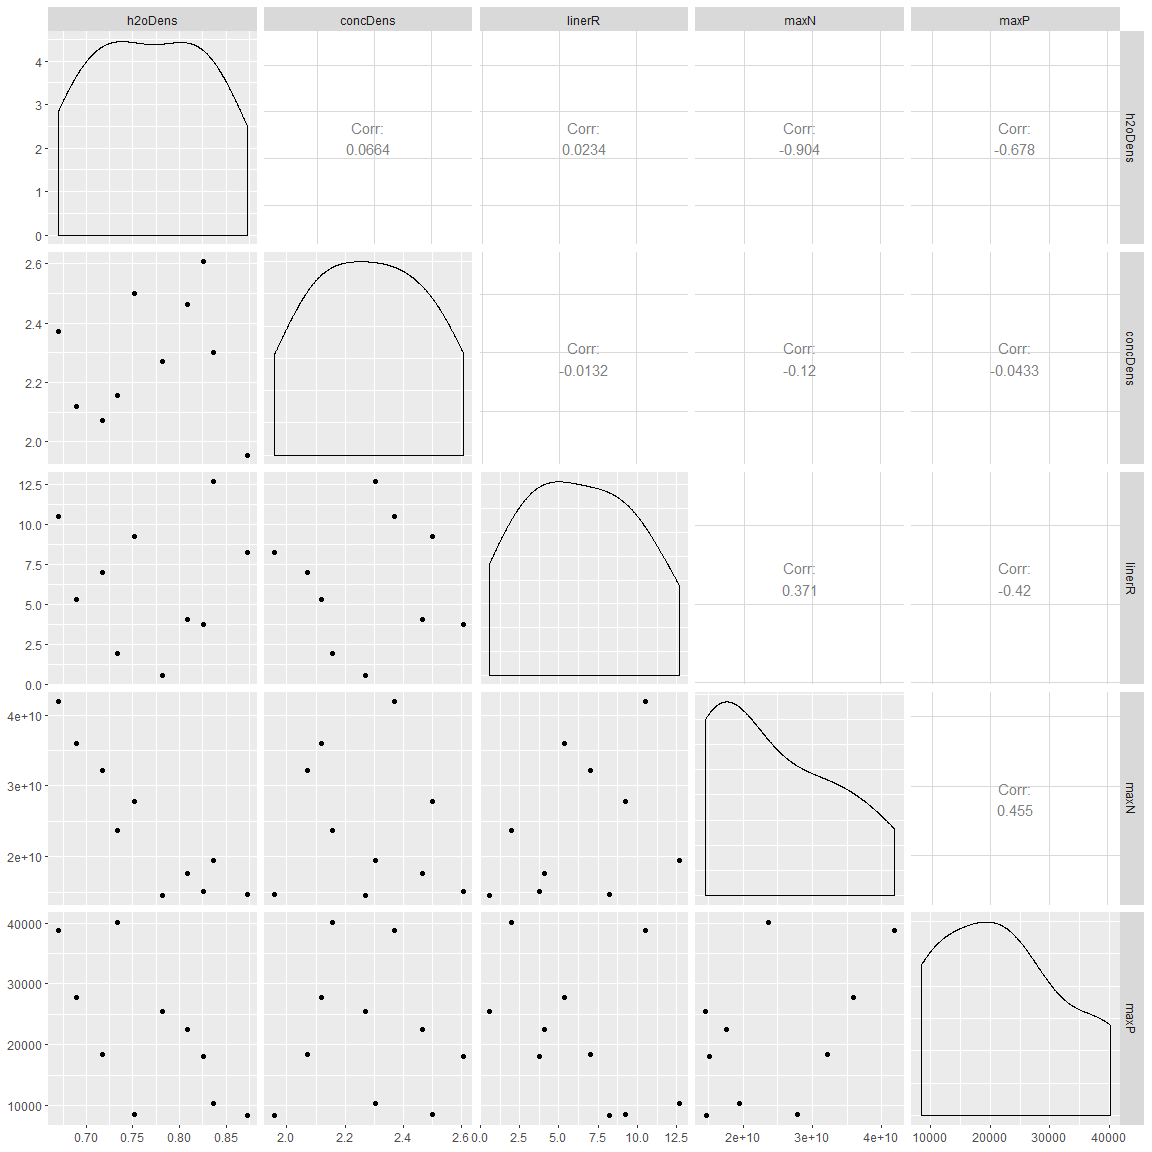 h2oDens concDens linerR maxN maxP
4
3
2
1
0
Corr:
0.0664
Corr:
0.0234
Corr:
-0.904
Corr:
-0.678
h2oDens
2.6
2.4
2.2
2.0
Corr:
-0.0132
Corr:
-0.12
Corr:
-0.0433
concDens
12.5
10.0
7.5
5.0
2.5
0.0
Corr:
0.371
Corr:
-0.42
linerR
4e+10
3e+10
2e+10
Corr:
0.455
maxN
40000
30000
20000
10000
maxP
0.70 0.75 0.80 0.85 2.0 2.2 2.4 2.6 0.0 2.5 5.0 7.5 10.0 12.5 2e+10 3e+10 4e+10 10000 20000 30000 40000